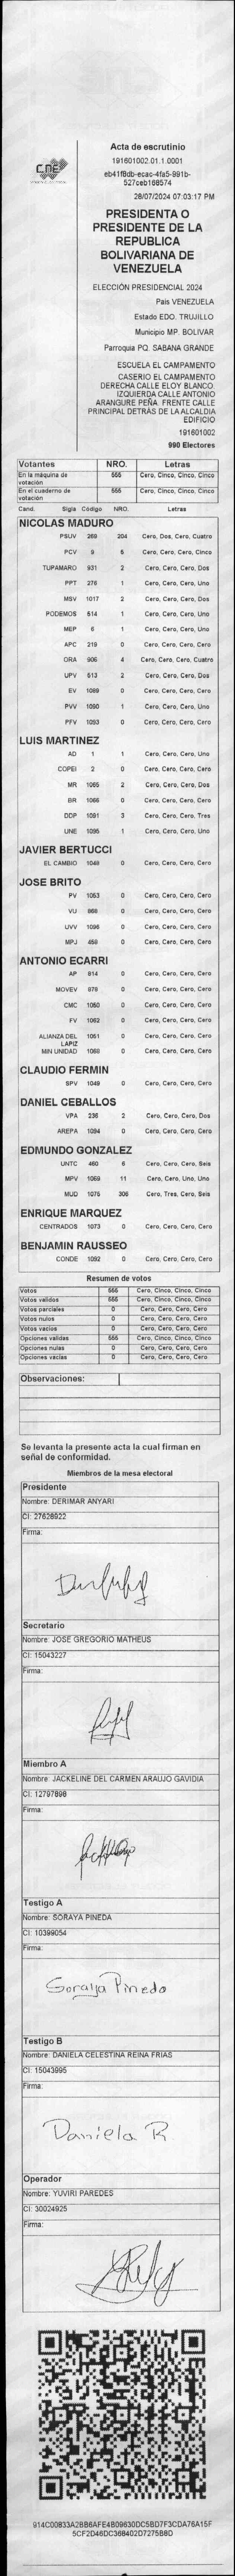 Acta de escrutinio
191601002.01.1.0001
eb41f8db-ecac-4fa5-991b-
527ceb168574
28/07/2024 07:03:17 PM
CNE
PRESIDENTA O
PRESIDENTE DE LA
REPUBLICA
BOLIVARIANA DE
VENEZUELA
ELECCIÓN PRESIDENCIAL 2024
País VENEZUELA
Estado EDO. TRUJILLO
Municipio MP. BOLIVAR
Parroquia PQ. SABANA GRANDE
ESCUELA EL CAMPAMENTO
CASERIO EL CAMPAMENTO
DERECHA CALLE ELOY BLANCO.
IZQUIERDA CALLE ANTONIO
ARANGURE PEÑA. FRENTE CALLE
PRINCIPAL DETRÁS DE LA ALCALDIA
EDIFICIO
191601002
990 Electores
Votantes NRO. Letras
En la máquina de votación 555 Cero, Cinco, Cinco, Cinco
En el cuaderno de votación 555 Cero, Cinco, Cinco, Cinco
Cand. Sigla Código NRO. Letras
NICOLAS MADURO
PSUV 269 204 Cero, Dos, Cero, Cuatro
PCV 9 5 Cero, Cero, Cero, Cinco
TUPAMARO 931 2 Cero, Cero, Cero, Dos
PPT 276 1 Cero, Cero, Cero, Uno
MSV 1017 2 Cero, Cero, Cero, Dos
PODEMOS 514 1 Cero, Cero, Cero, Uno
MEP 6 1 Cero, Cero, Cero, Uno
APC 219 0 Cero, Cero, Cero, Cero
ORA 906 4 Cero, Cero, Cero, Cuatro
UPV 513 2 Cero, Cero, Cero, Dos
EV 1089 0 Cero, Cero, Cero, Cero
PVV 1090 1 Cero, Cero, Cero, Uno
PFV 1093 0 Cero, Cero, Cero, Cero
LUIS MARTINEZ
AD 1 1 Cero, Cero, Cero, Uno
COPEI 2 0 Cero, Cero, Cero, Cero
MR 1065 2 Cero, Cero, Cero, Dos
BR 1066 0 Cero, Cero, Cero, Cero
DDP 1091 3 Cero, Cero, Cero, Tres
UNE 1095 1 Cero, Cero, Cero, Uno
JAVIER BERTUCCI
EL CAMBIO 1048 0 Cero, Cero, Cero, Cero
JOSE BRITO
PV 1053 0 Cero, Cero, Cero, Cero
VU 868 0 Cero, Cero, Cero, Cero
UVV 1096 0 Cero, Cero, Cero, Cero
MPJ 458 0 Cero, Cero, Cero, Cero
ANTONIO ECARRI
AP 814 0 Cero, Cero, Cero, Cero
MOVEV 879 0 Cero, Cero, Cero, Cero
CMC 1050 0 Cero, Cero, Cero, Cero
FV 1062 0 Cero, Cero, Cero, Cero
ALIANZA DEL LAPIZ 1051 0 Cero, Cero, Cero, Cero
MIN UNIDAD 1068 0 Cero, Cero, Cero, Cero
CLAUDIO FERMIN
SPV 1049 0 Cero, Cero, Cero, Cero
DANIEL CEBALLOS
VPA 236 2 Cero, Cero, Cero, Dos
AREPA 1094 0 Cero, Cero, Cero, Cero
EDMUNDO GONZALEZ
UNTC 460 6 Cero, Cero, Cero, Seis
MPV 1069 11 Cero, Cero, Uno, Uno
MUD 1075 306 Cero, Tres, Cero, Seis
ENRIQUE MARQUEZ
CENTRADOS 1073 0 Cero, Cero, Cero, Cero
BENJAMIN RAUSSEO
CONDE 1092 0 Cero, Cero, Cero, Cero
Resumen de votos
Votos 555 Cero, Cinco, Cinco, Cinco
Votos validos 555 Cero, Cinco, Cinco, Cinco
Votos parciales 0 Cero, Cero, Cero, Cero
Votos nulos 0 Cero, Cero, Cero, Cero
Votos vacios 0 Cero, Cero, Cero, Cero
Opciones validas 555 Cero, Cinco, Cinco, Cinco
Opciones nulas 0 Cero, Cero, Cero, Cero
Opciones vacias 0 Cero, Cero, Cero, Cero
Observaciones:
Se levanta la presente acta la cual firman en
señal de conformidad.
Miembros de la mesa electoral
Presidente
Nombre: DERIMAR ANYARI
CI: 27628922
Firma:
Secretario
Nombre: JOSE GREGORIO MATHEUS
CI: 15043227
Firma:
Miembro A
Nombre: JACKELINE DEL CARMEN ARAUJO GAVIDIA
CI: 12797898
Firma:
Testigo A
Nombre: SORAYA PINEDA
CI: 10399054
Firma:
Soraya Pineda
Testigo B
Nombre: DANIELA CELESTINA REINA FRIAS
CI: 15043995
Firma:
Daniela R
Operador
Nombre: YUVIRI PAREDES
CI: 30024925
Firma:
914C00833A2BB6AFE4B09630DC5BD7F3CDA76A15F
5CF2D46DC368402D7275B8D